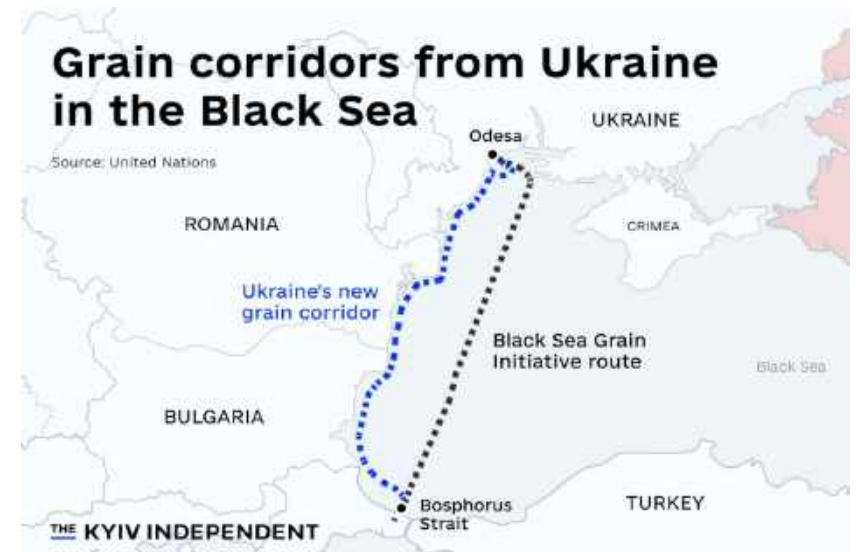 Grain corridors from Ukraine
in the Black Sea
Source: United Nations
Odesa
UKRAINE
ROMANIA
CRIMEA
Ukraine's new
grain corridor
Black Sea Grain
Initiative route
Black Sea
BULGARIA
Bosphorus
Strait
TURKEY
THE KYIV INDEPENDENT